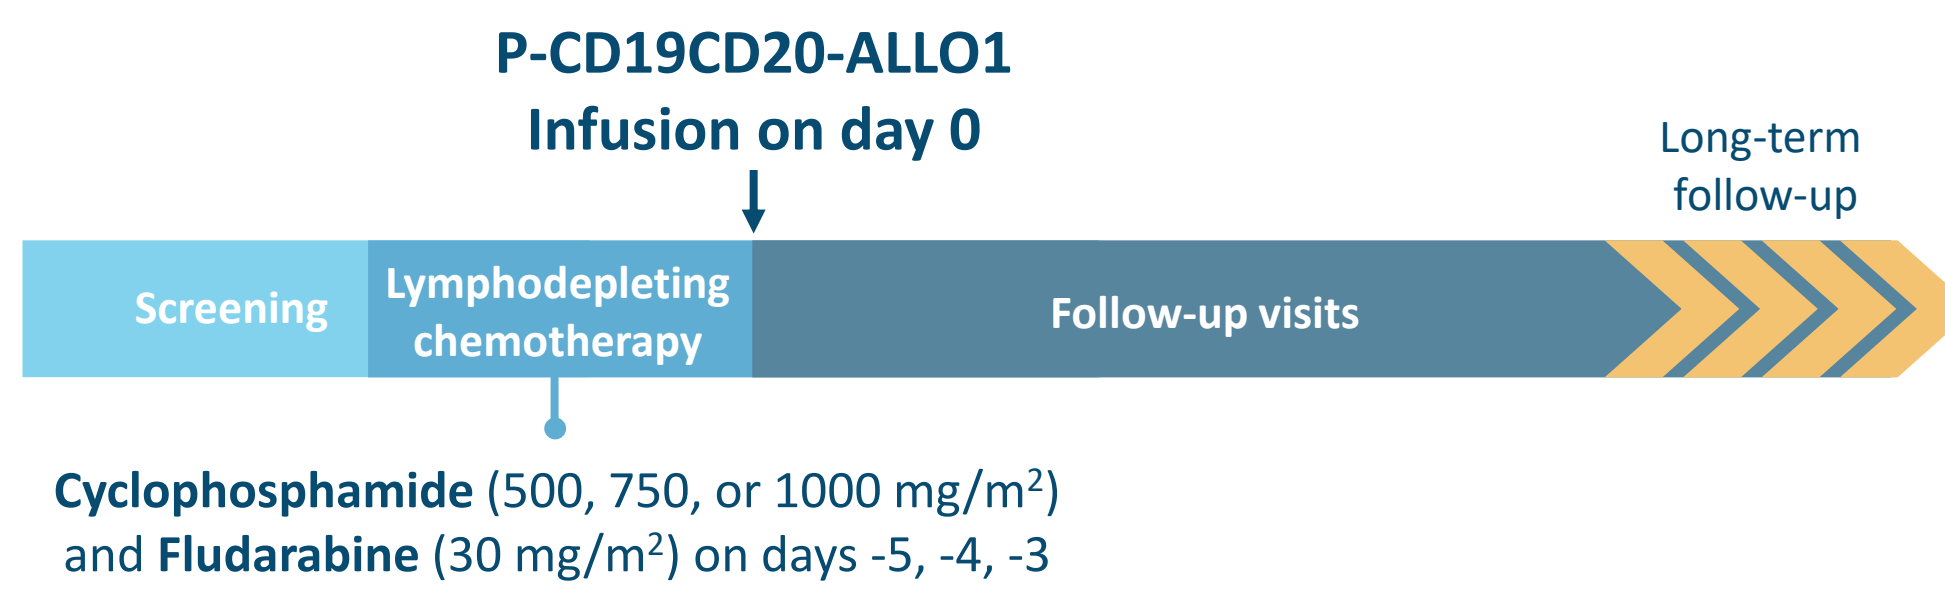 P-CD19CD20-ALLO1
Infusion on day 0
Long-term
follow-up
Screening
Lymphodepleting
chemotherapy
Follow-up visits
Cyclophosphamide (500, 750, or 1000 mg/m²)
and Fludarabine (30 mg/m²) on days -5, -4, -3